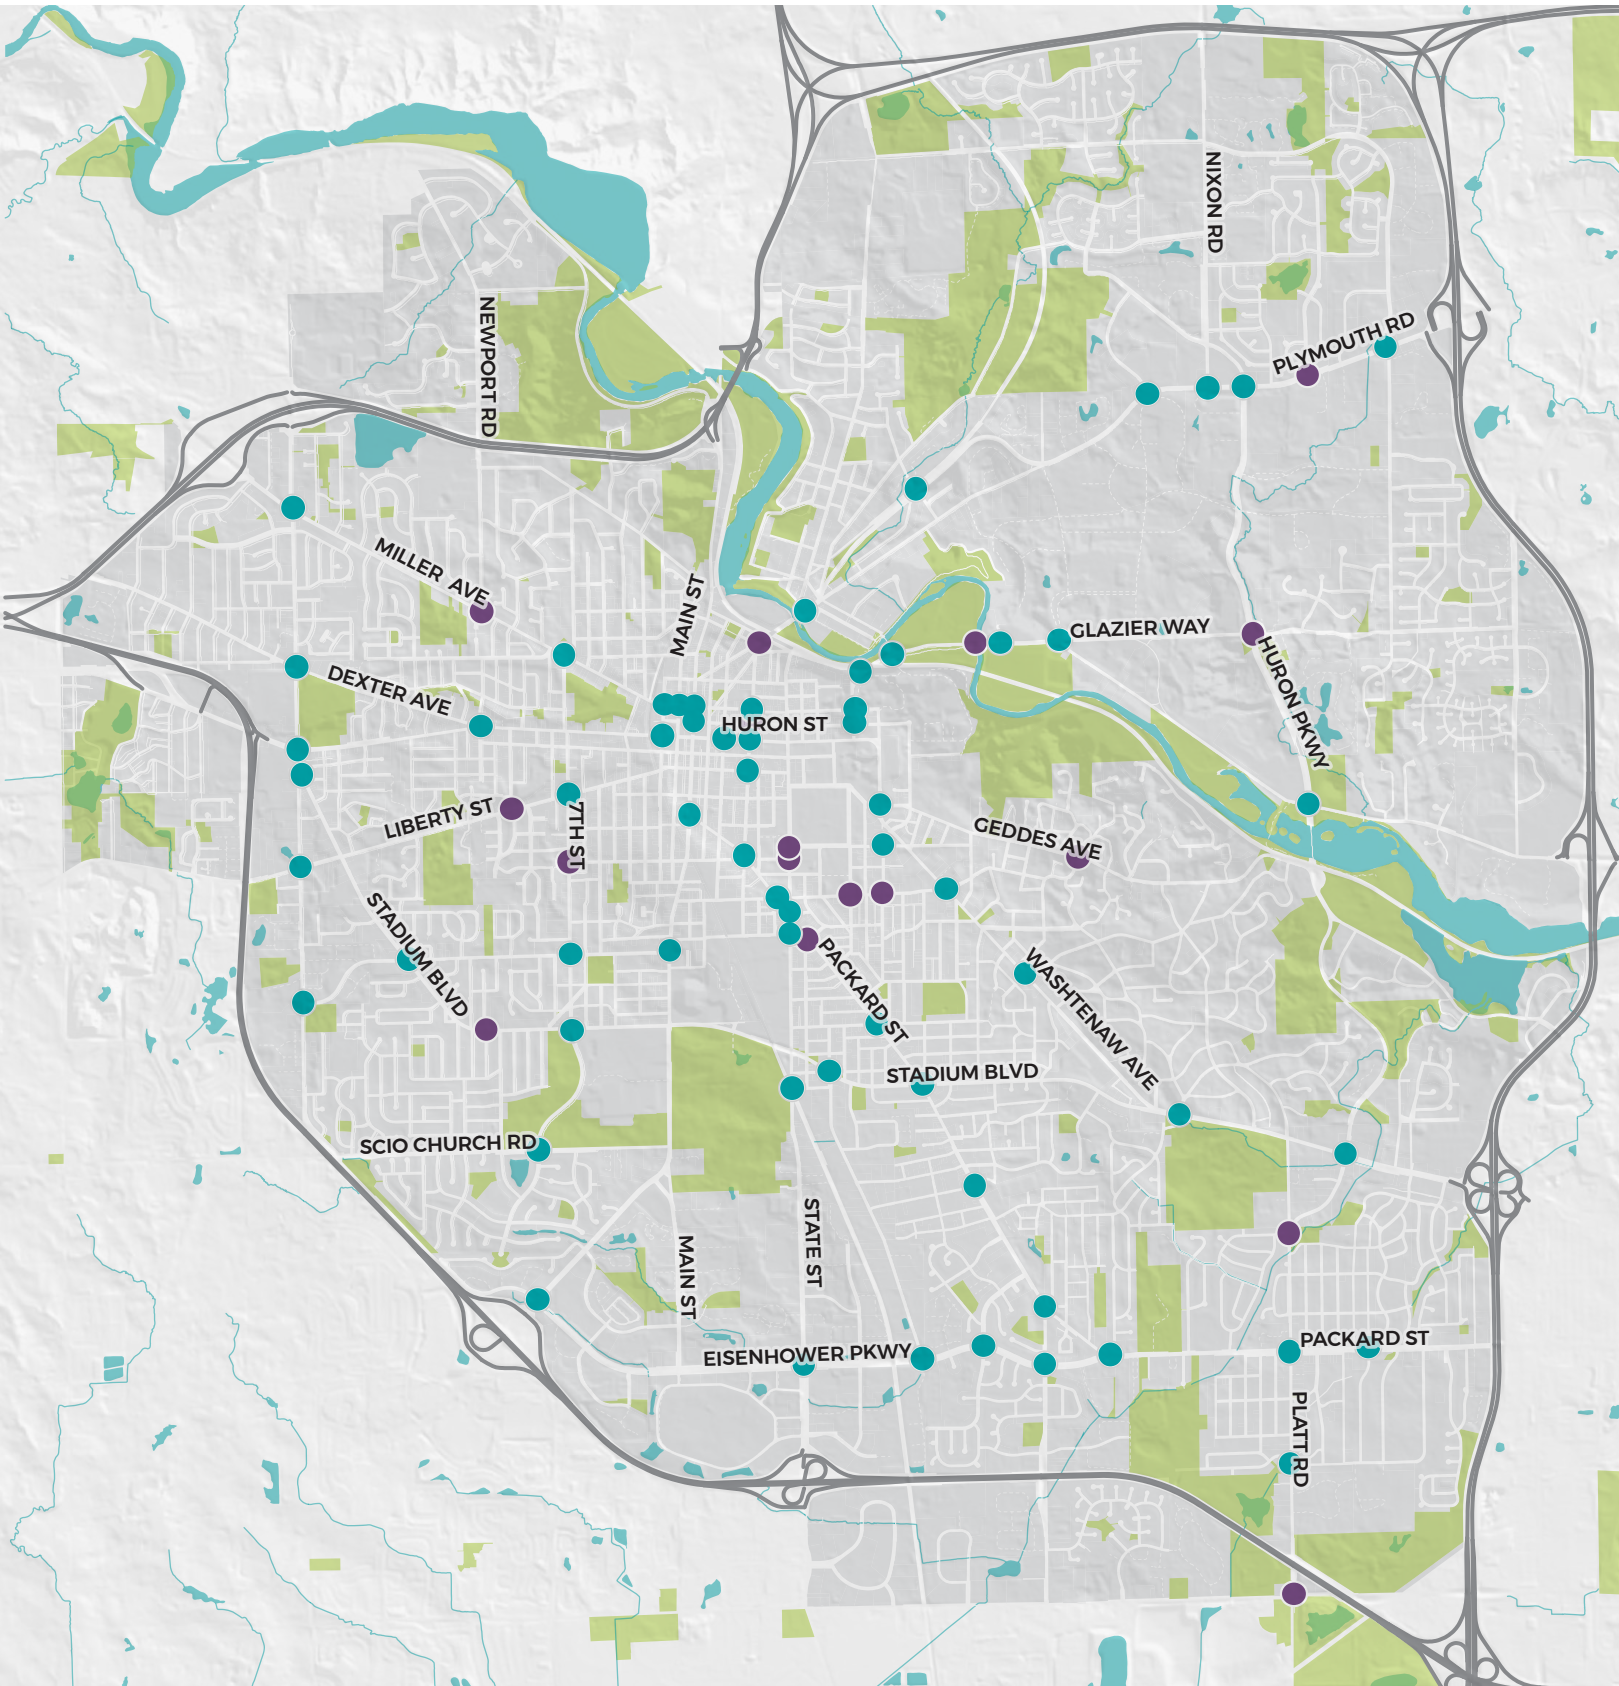 NIXON RD
NEWPORT RD
PLYMOUTH RD
MILLER AVE
MAIN ST
GLAZIER WAY
HURON PKWY
DEXTER AVE
HURON ST
LIBERTY ST
7TH ST
GEDDES AVE
STADIUM BLVD
PACKARD ST
WASHTENAW AVE
STADIUM BLVD
SCIO CHURCH RD
STATE ST
MAIN ST
EISENHOWER PKWY
PACKARD ST
PLATT RD